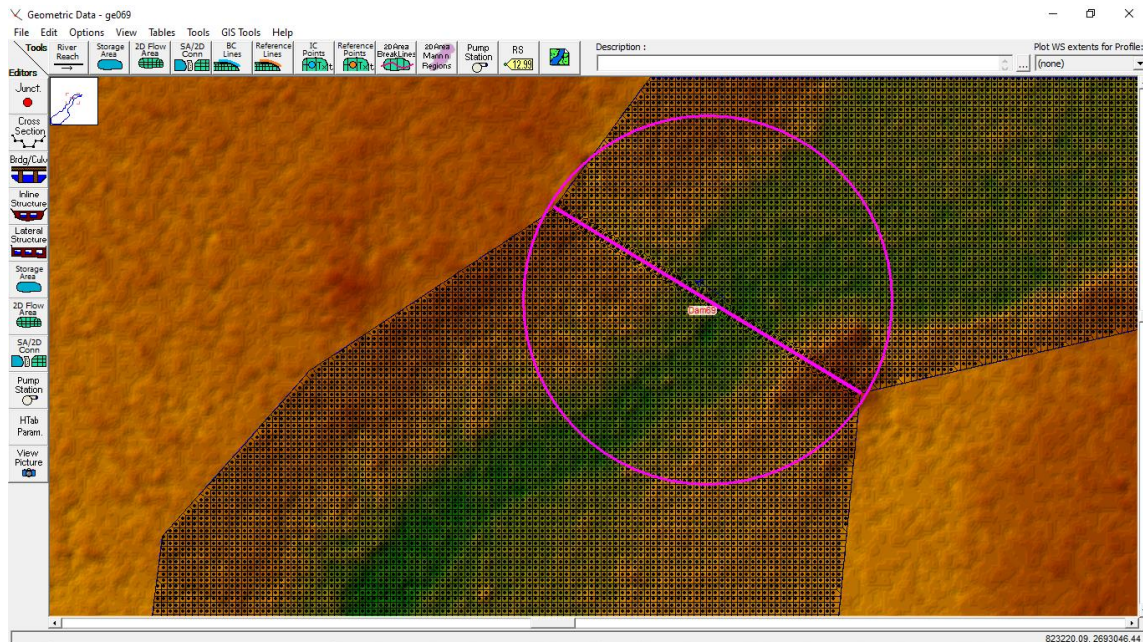 Geometric Data - ge069
File Edit Options View Tables Tools GIS Tools Help
Tools
Editors
River
Reach
Storage
Area
2D Flow
Area
SA/2D
Conn
BC
Lines
Reference
Lines
IC
Points
Reference
Points
2D Area
BreakLines
2D Area
Mann n
Regions
Pump
Station
RS
12.99
Description :
...
Plot WS extents for Profile:
(none)
Junct.
Cross
Section
Brdg/Culv
Inline
Structure
Lateral
Structure
Storage
Area
2D Flow
Area
SA/2D
Conn
Pump
Station
HTab
Param.
View
Picture
Dam69
823220.09, 2693046.44